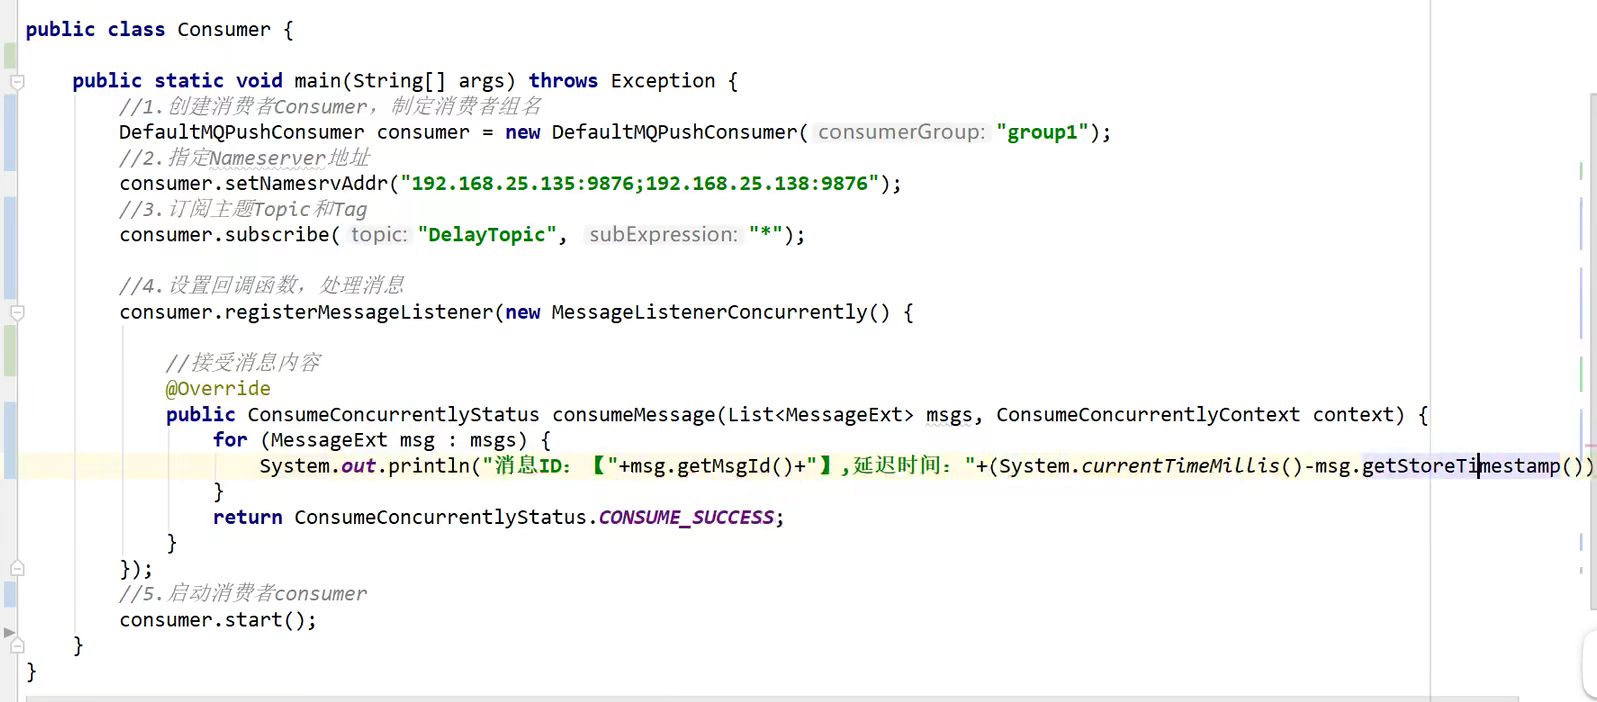 public class Consumer {
public static void main(String[] args) throws Exception {
//1.创建消费者Consumer，制定消费者组名
DefaultMQPushConsumer consumer = new DefaultMQPushConsumer( consumerGroup: "group1");
//2.指定Nameserver地址
consumer.setNamesrvAddr("192.168.25.135:9876;192.168.25.138:9876");
//3.订阅主题Topic和Tag
consumer.subscribe( topic: "DelayTopic", subExpression: "*");
//4.设置回调函数，处理消息
consumer.registerMessageListener(new MessageListenerConcurrently() {
//接受消息内容
@Override
public ConsumeConcurrentlyStatus consumeMessage(List<MessageExt> msgs, ConsumeConcurrentlyContext context) {
for (MessageExt msg : msgs) {
System.out.println("消息ID：【"+msg.getMsgId()+"】,延迟时间："+(System.currentTimeMillis()-msg.getStoreTimestamp())
}
return ConsumeConcurrentlyStatus.CONSUME_SUCCESS;
}
});
//5.启动消费者consumer
consumer.start();
}
}